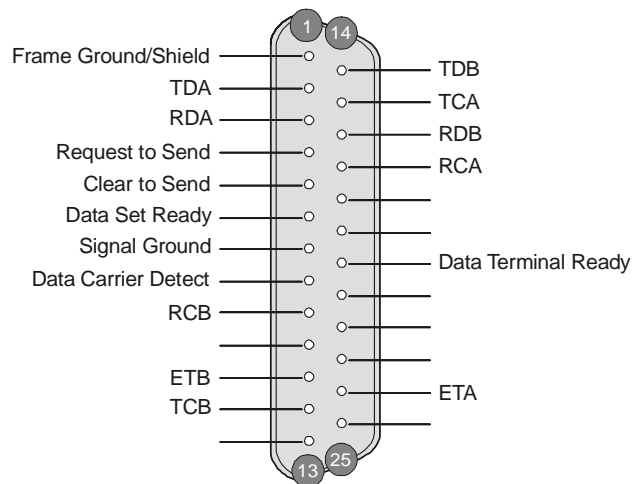 1
14
Frame Ground/Shield
TDB
TDA
TCA
RDA
RDB
Request to Send
RCA
Clear to Send
Data Set Ready
Signal Ground
Data Terminal Ready
Data Carrier Detect
RCB
ETB
ETA
TCB
13
25